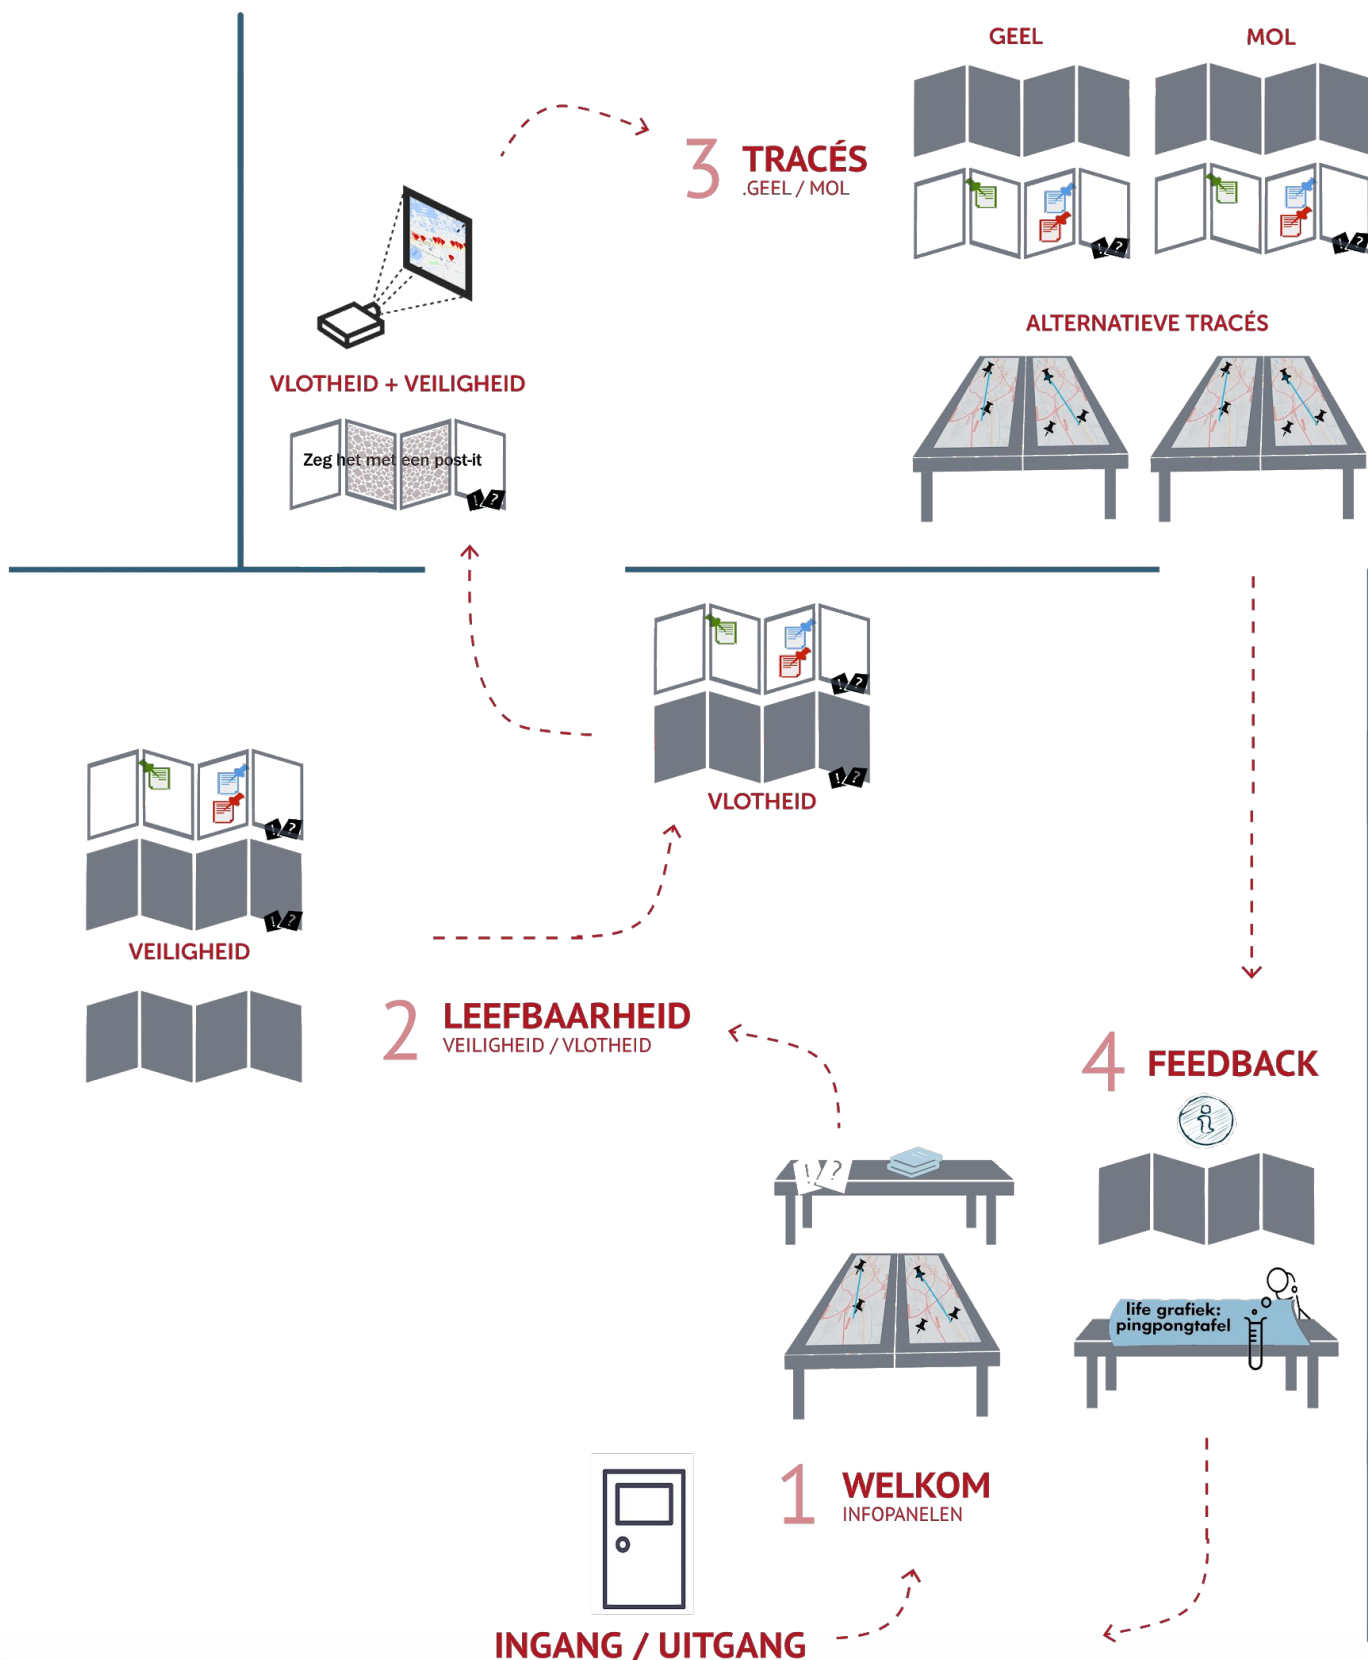 GEEL
MOL
3 TRACÉS
.GEEL / MOL
ALTERNATIEVE TRACÉS
VLOTHEID + VEILIGHEID
Zeg het met een post-it
! ?
! ?
! ?
! ?
! ?
VLOTHEID
! ?
! ?
VEILIGHEID
2 LEEFBAARHEID
VEILIGHEID / VLOTHEID
4 FEEDBACK
i
! ?
life grafiek:
pingpongtafel
1 WELKOM
INFOPANELEN
INGANG / UITGANG